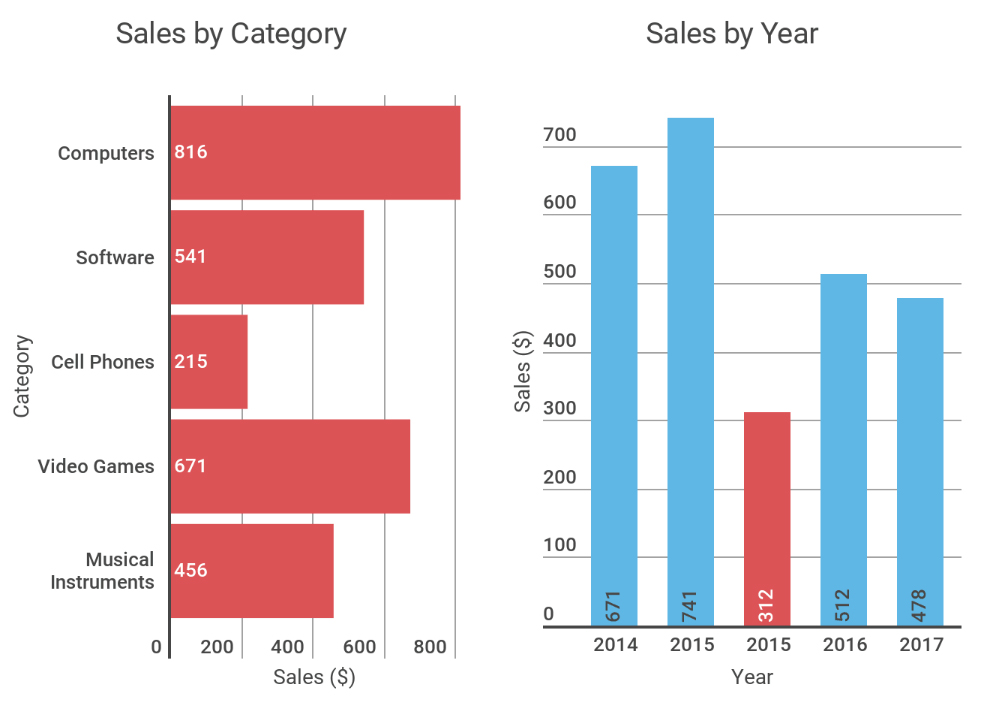 Sales by Category
Computers
816
Software
541
Cell Phones
215
Video Games
671
Musical
Instruments
456
0 200 400 600 800
Sales ($)
Category
Sales by Year
700
600
500
400
300
200
100
0
671 741 312 512 478
2014 2015 2015 2016 2017
Year
Sales ($)